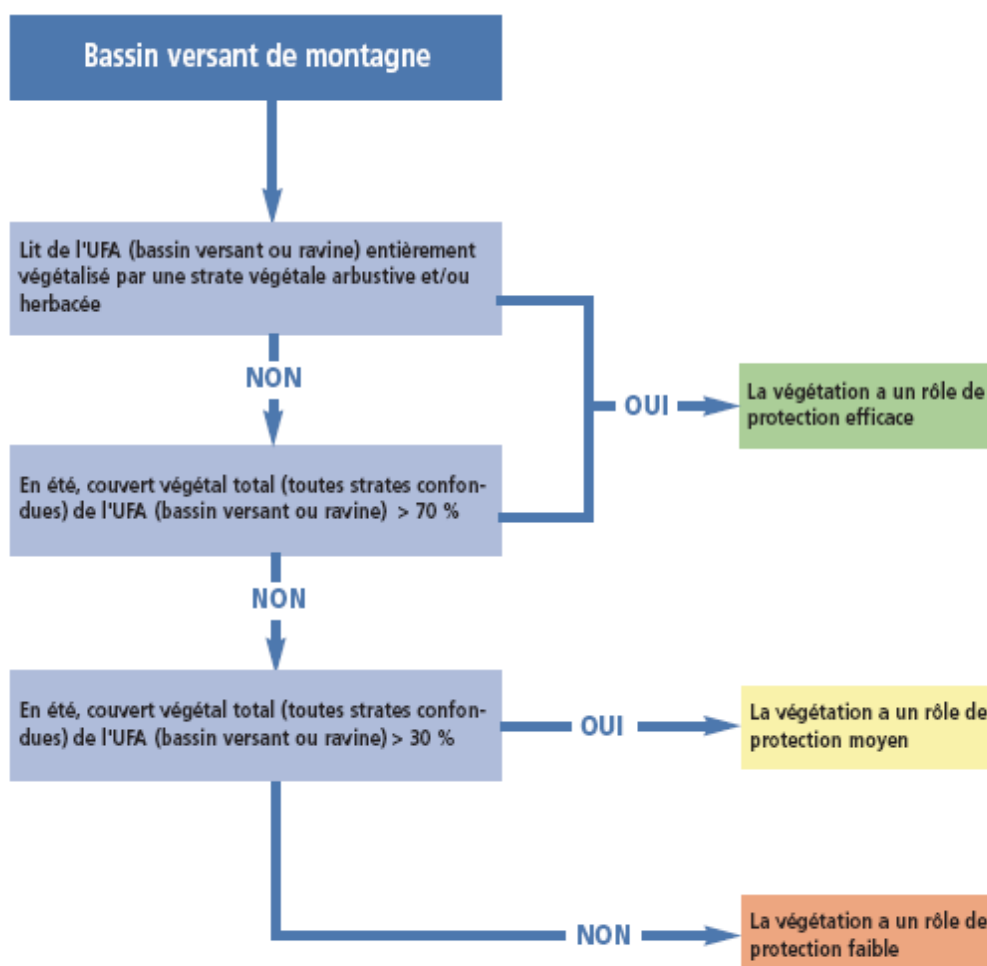 Bassin versant de montagne
Lit de l'UFA (bassin versant ou ravine) entièrement
végétalisé par une strate végétale arbustive et/ou
herbacée
NON
OUI
La végétation a un rôle de
protection efficace
En été, couvert végétal total (toutes strates confon-
dues) de l'UFA (bassin versant ou ravine) > 70 %
NON
En été, couvert végétal total (toutes strates confon-
dues) de l'UFA (bassin versant ou ravine) > 30 %
OUI
La végétation a un rôle de
protection moyen
NON
La végétation a un rôle de
protection faible